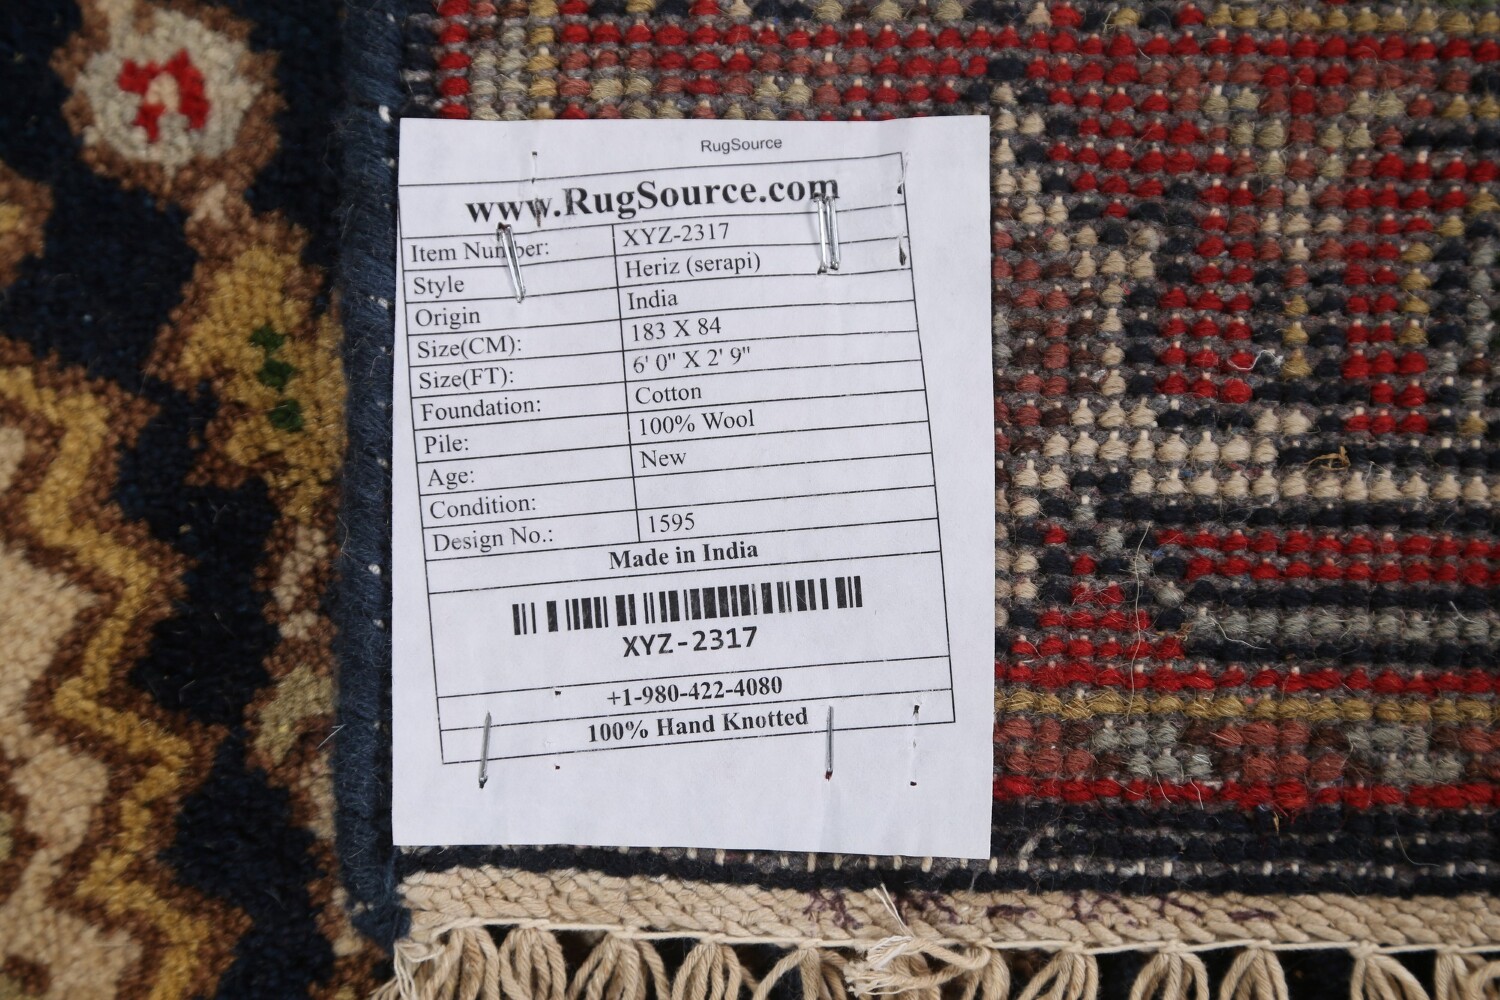 RugSource
www.RugSource.com
Item Number: XYZ-2317
Style Heriz (serapi)
Origin India
Size(CM): 183 X 84
Size(FT): 6' 0" X 2' 9"
Foundation: Cotton
Pile: 100% Wool
Age: New
Condition:
Design No.: 1595
Made in India
XYZ-2317
+1-980-422-4080
100% Hand Knotted